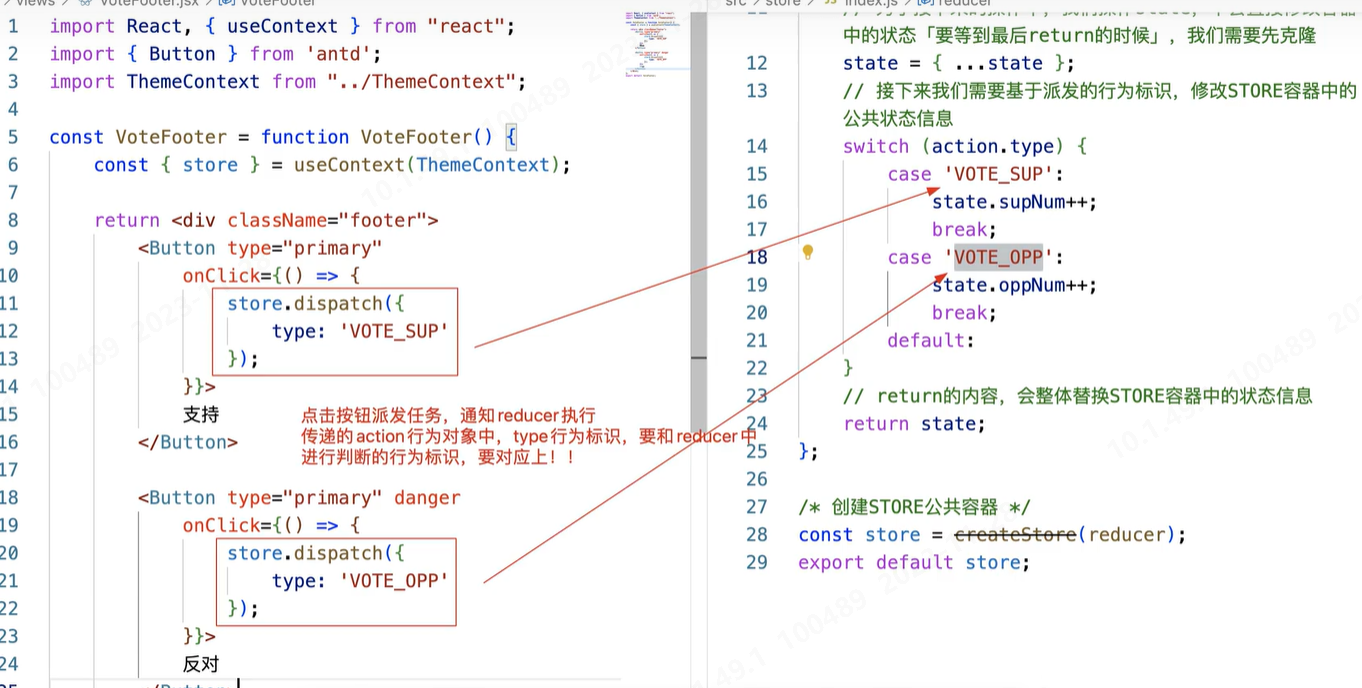 views > VoteFooter.jsx > VoteFooter
1 import React, { useContext } from "react";
2 import { Button } from 'antd';
3 import ThemeContext from "../ThemeContext";
4
5 const VoteFooter = function VoteFooter() {
6 const { store } = useContext(ThemeContext);
7
8 return <div className="footer">
9 <Button type="primary"
10 onClick={() => {
11 store.dispatch({
12 type: 'VOTE_SUP'
13 });
14 }}>
15 支持
16 </Button>
17
18 <Button type="primary" danger
19 onClick={() => {
20 store.dispatch({
21 type: 'VOTE_OPP'
22 });
23 }}>
24 反对
点击按钮派发任务，通知reducer执行
传递的action行为对象中，type行为标识，要和reducer中
进行判断的行为标识，要对应上！！
src > store > JS index.js > reducer
中的状态「要等到最后return的时候」，我们需要先克隆
12 state = { ...state };
13 // 接下来我们需要基于派发的行为标识，修改STORE容器中的
公共状态信息
14 switch (action.type) {
15 case 'VOTE_SUP':
16 state.supNum++;
17 break;
18 case 'VOTE_OPP':
19 state.oppNum++;
20 break;
21 default:
22 }
23 // return的内容，会整体替换STORE容器中的状态信息
24 return state;
25 };
26
27 /* 创建STORE公共容器 */
28 const store = createStore(reducer);
29 export default store;